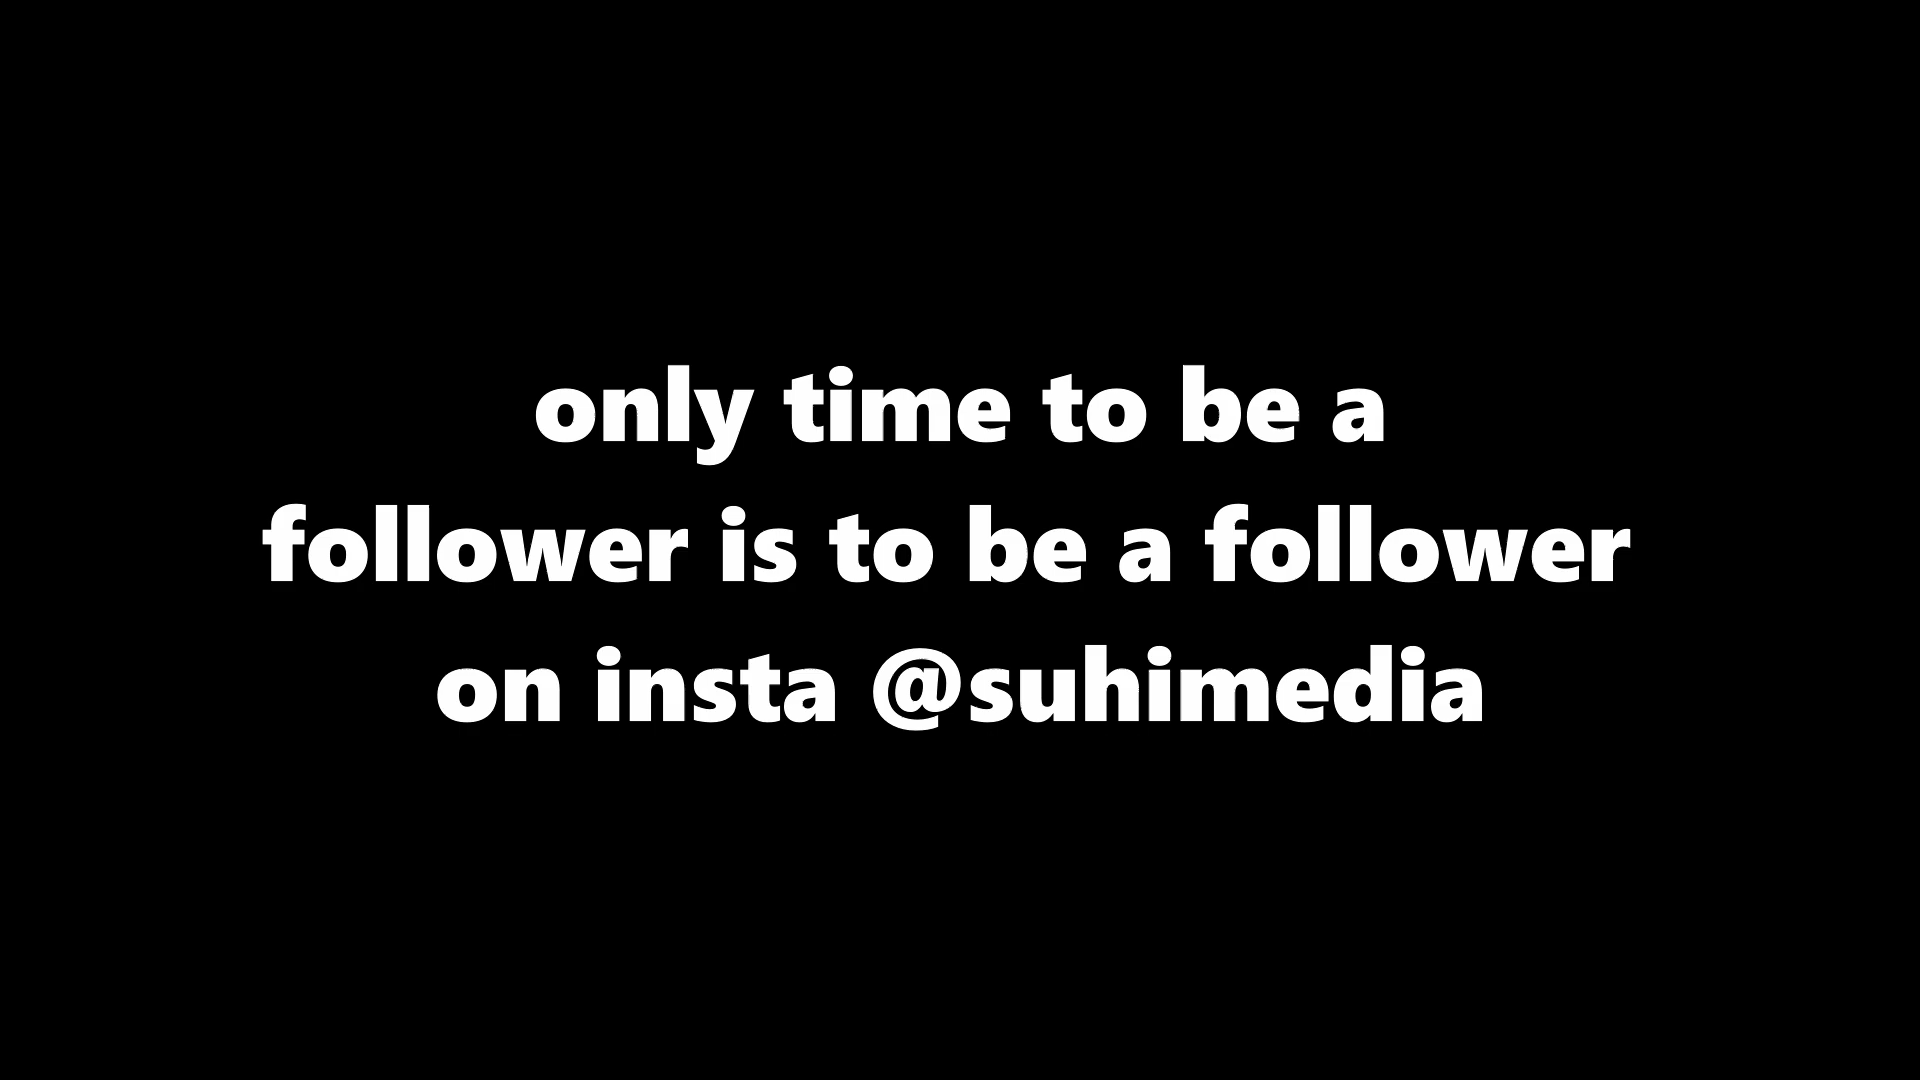 only time to be a
follower is to be a follower
on insta @suhimedia